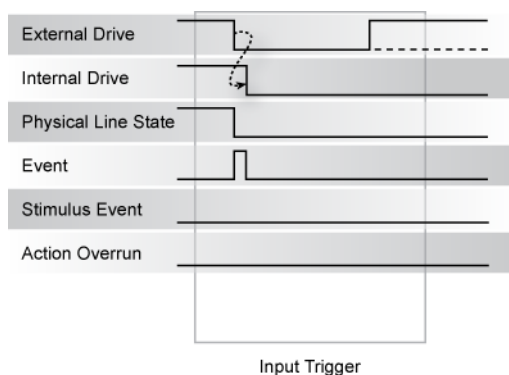 External Drive
Internal Drive
Physical Line State
Event
Stimulus Event
Action Overrun
Input Trigger